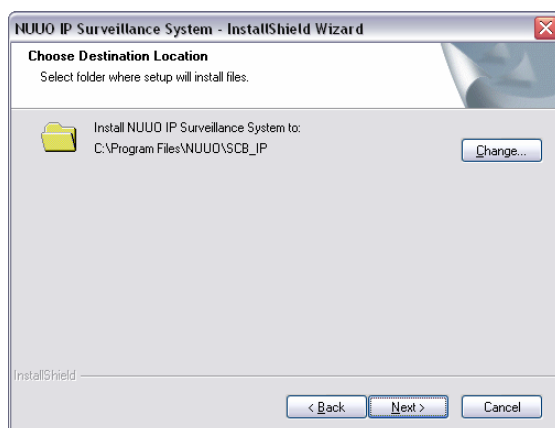 NUUO IP Surveillance System - InstallShield Wizard
Choose Destination Location
Select folder where setup will install files.
Install NUUO IP Surveillance System to:
C:\Program Files\NUUO\SCB_IP
Change...
InstallShield
< Back
Next >
Cancel